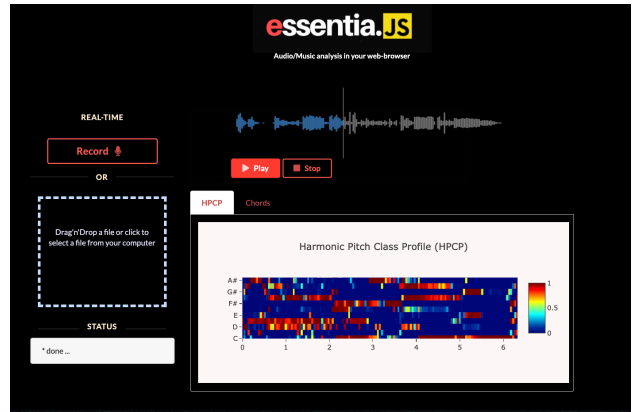 essentia.JS
Audio/Music analysis in your web-browser
REAL-TIME
Record
OR
Drag'n'Drop a file or click to
select a file from your computer
STATUS
* done ...
Play
Stop
HPCP
Chords
Harmonic Pitch Class Profile (HPCP)
A#
G#
F#
E
D
C
0 1 2 3 4 5 6
1
0.5
0